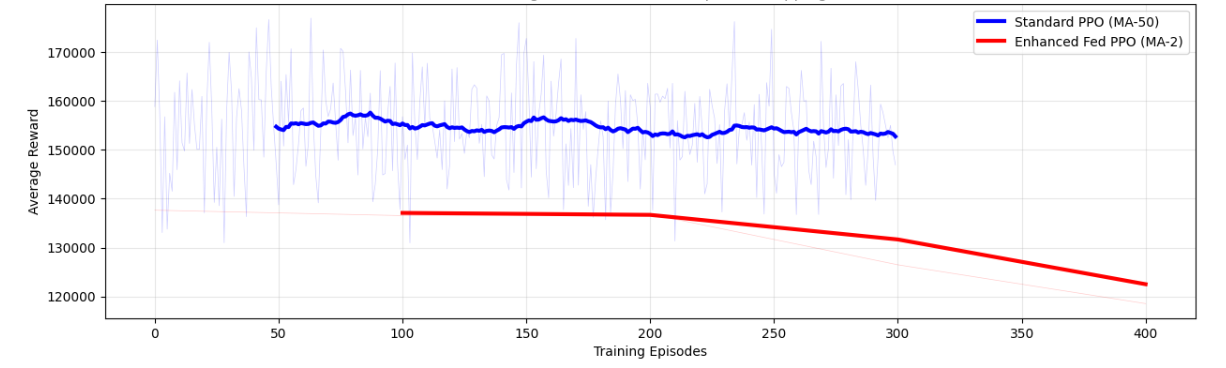 Standard PPO (MA-50)
Enhanced Fed PPO (MA-2)
Average Reward
170000
160000
150000
140000
130000
120000
0 50 100 150 200 250 300 350 400
Training Episodes